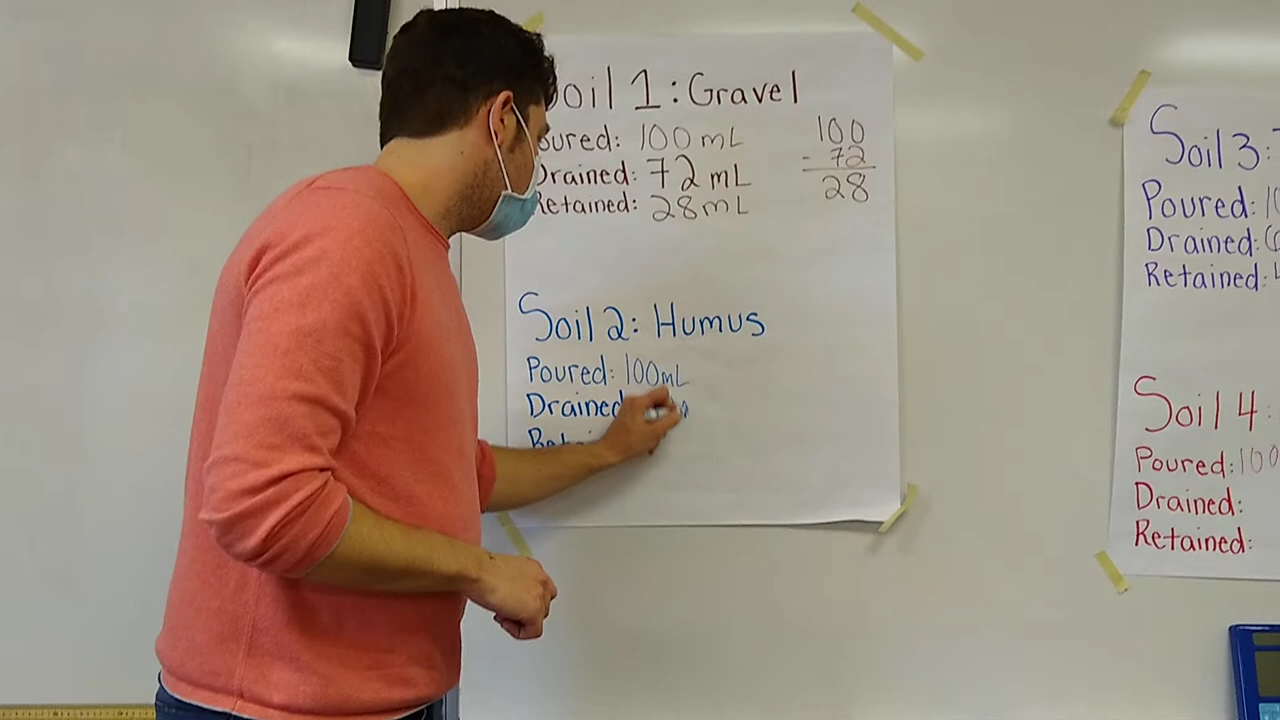 Soil 1: Gravel
Poured: 100 mL
Drained: 72 mL
Retained: 28 mL
100
- 72
28
Soil 2: Humus
Poured: 100mL
Drained
Soil 3:
Poured:
Drained:
Retained:
Soil 4
Poured: 100
Drained:
Retained: